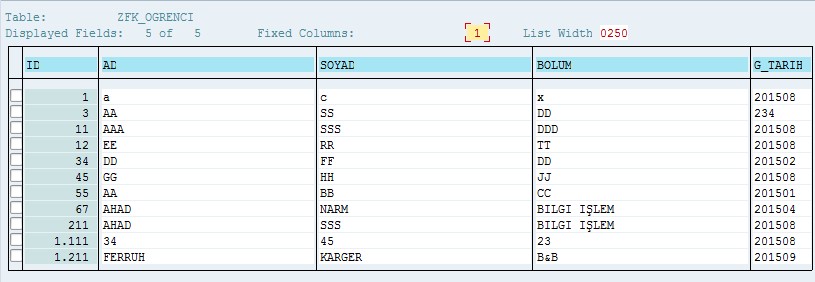 Table: ZFK_OGRENCI
Displayed Fields: 5 of 5 Fixed Columns: 1 List Width 0250
ID AD SOYAD BOLUM G_TARIH
1 a c x 201508
3 AA SS DD 234
11 AAA SSS DDD 201508
12 EE RR TT 201508
34 DD FF DD 201502
45 GG HH JJ 201508
55 AA BB CC 201501
67 AHAD NARM BILGI IŞLEM 201504
211 AHAD SSS BILGI IŞLEM 201508
1.111 34 45 23 201508
1.211 FERRUH KARGER B&B 201509